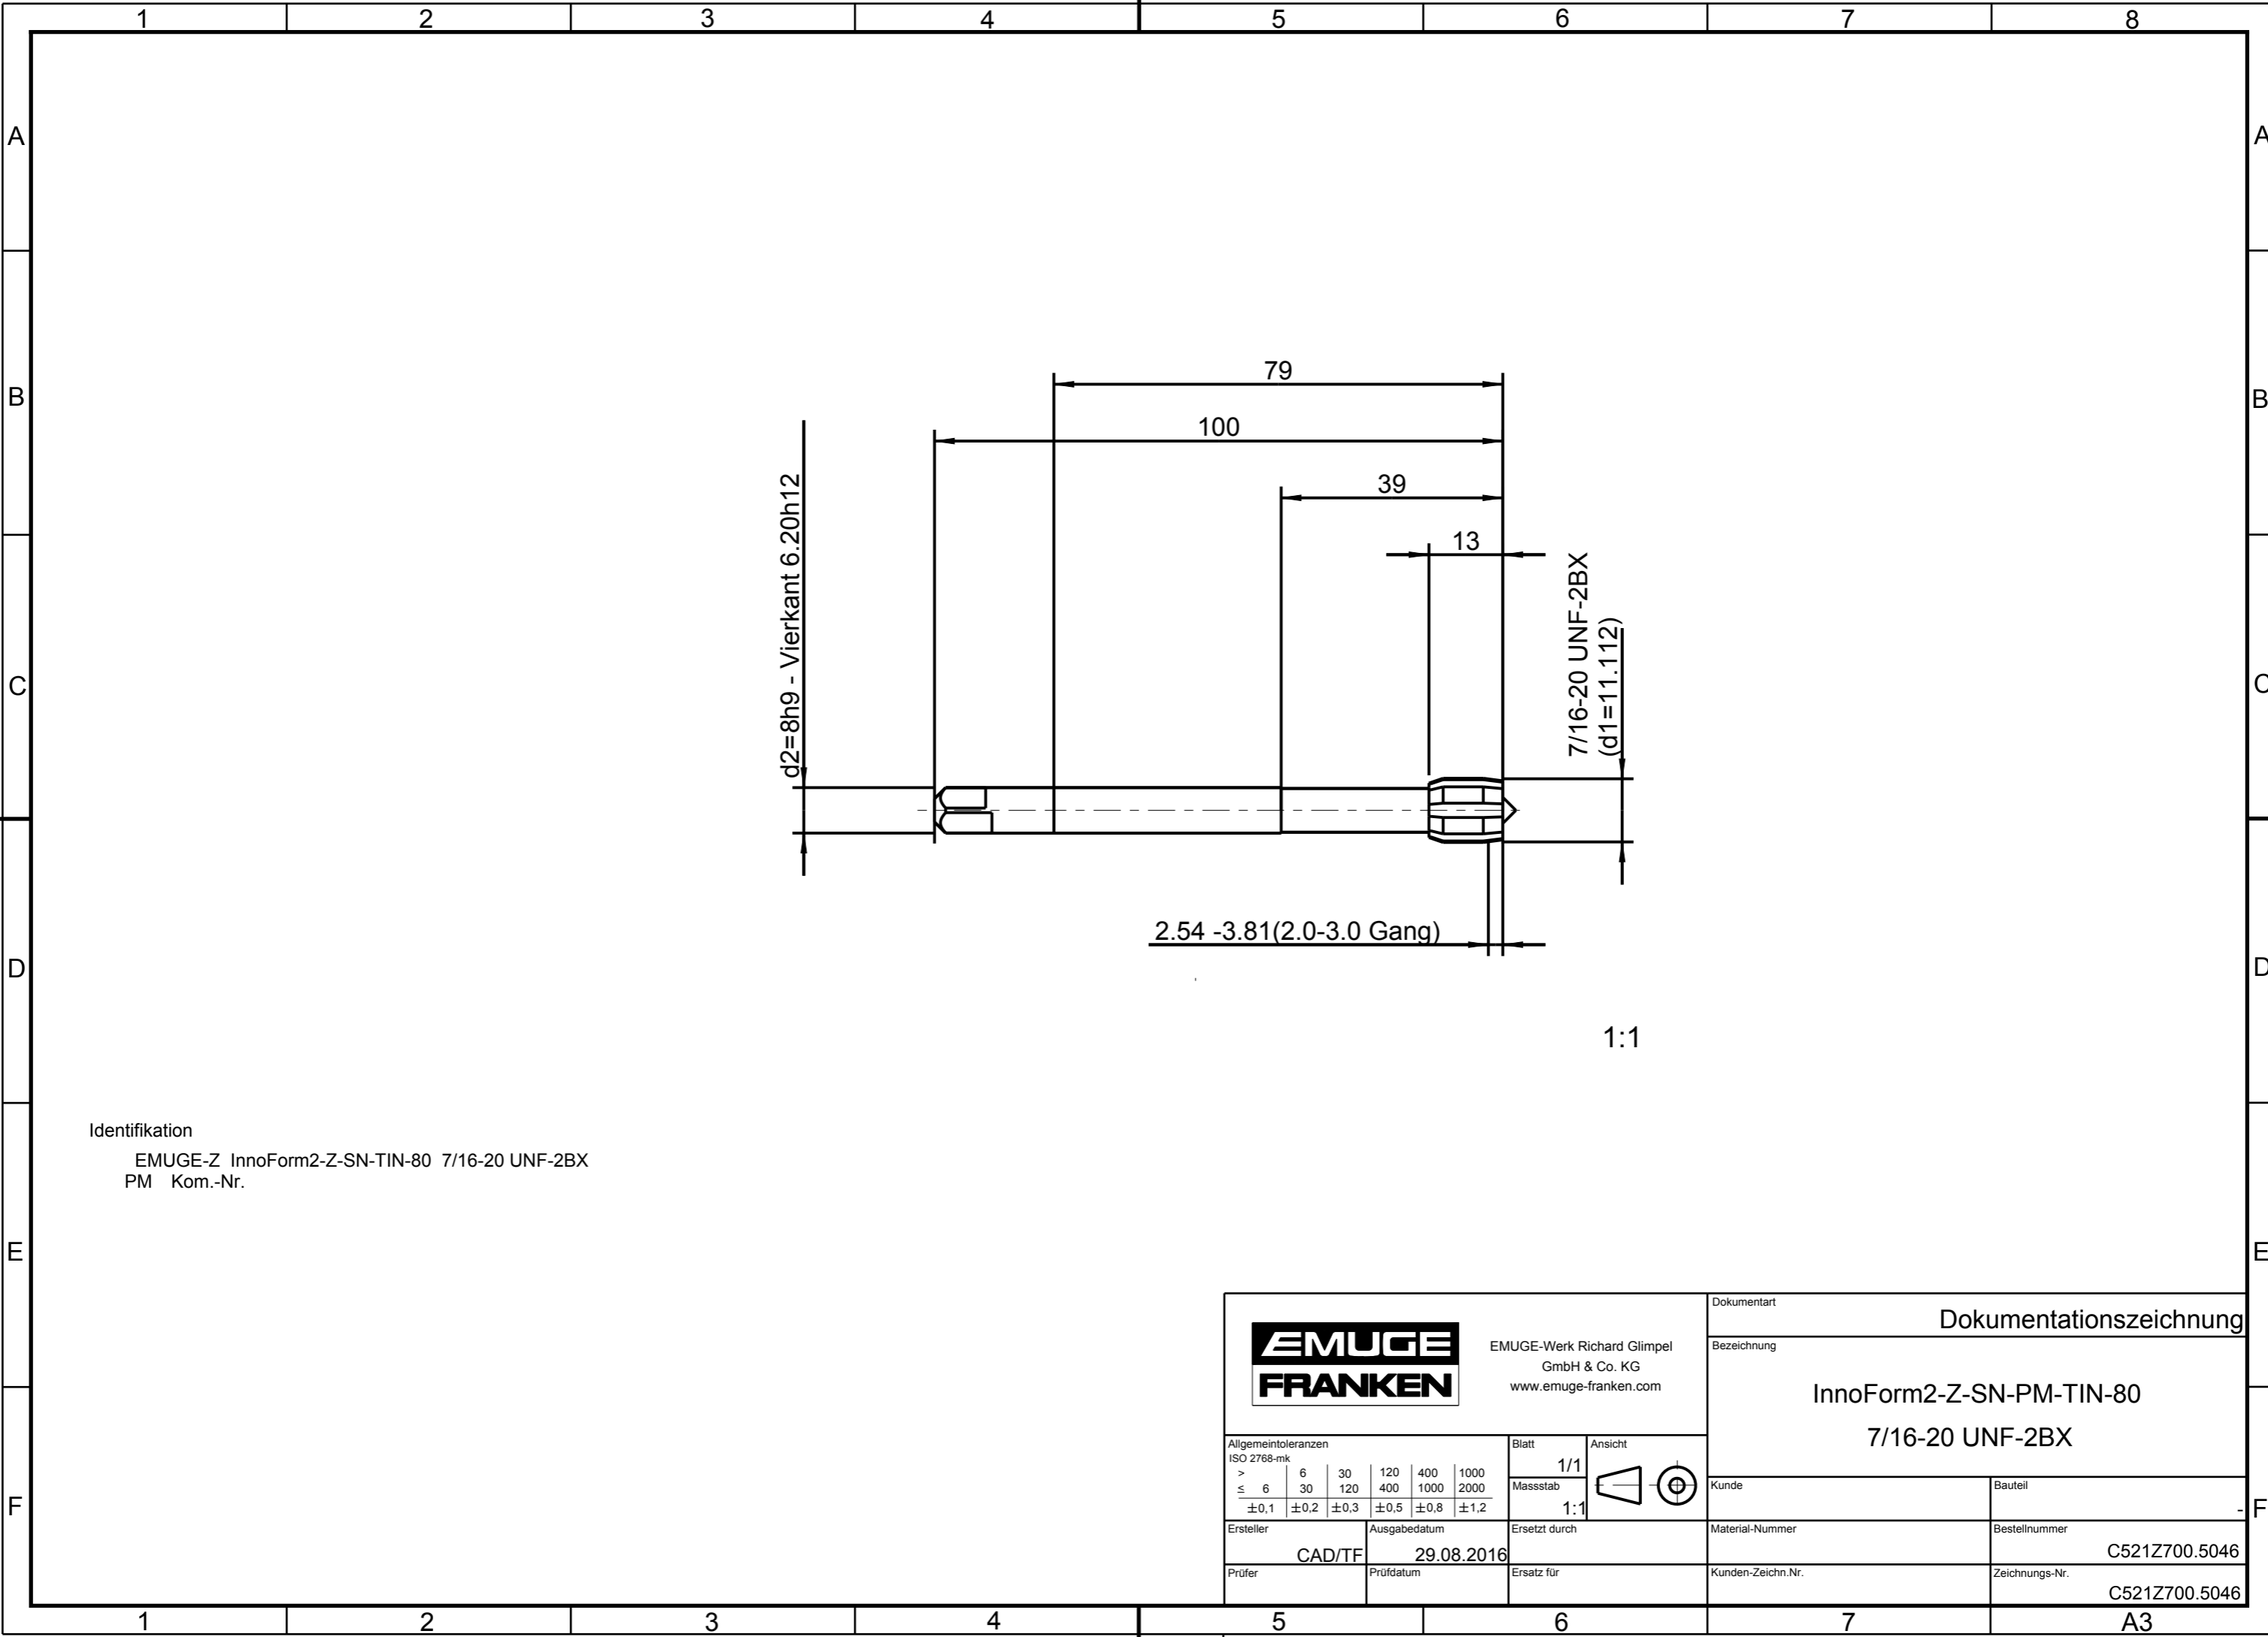 1 2 3 4 5 6 7 8
A A
B B
C C
D D
E E
F F
79
100
39
13
d2=8h9 - Vierkant 6.20h12
7/16-20 UNF-2BX
(d1=11.112)
2.54 -3.81(2.0-3.0 Gang)
1:1
Identifikation
EMUGE-Z InnoForm2-Z-SN-TIN-80 7/16-20 UNF-2BX
PM Kom.-Nr.
EMUGE
FRANKEN
EMUGE-Werk Richard Glimpel
GmbH & Co. KG
www.emuge-franken.com
Dokumentart
Dokumentationszeichnung
Bezeichnung
InnoForm2-Z-SN-PM-TIN-80
7/16-20 UNF-2BX
Allgemeintoleranzen
ISO 2768-mk
> 6 30 120 400 1000
≤ 6 30 120 400 1000 2000
±0,1 ±0,2 ±0,3 ±0,5 ±0,8 ±1,2
Blatt
1/1
Ansicht
Massstab
1:1
Kunde
Bauteil
-
Ersteller
CAD/TF
Ausgabedatum
29.08.2016
Ersetzt durch
Material-Nummer
Bestellnummer
C521Z700.5046
Prüfer
Prüfdatum
Ersatz für
Kunden-Zeichn.Nr.
Zeichnungs-Nr.
C521Z700.5046
1 2 3 4 5 6 7 A3